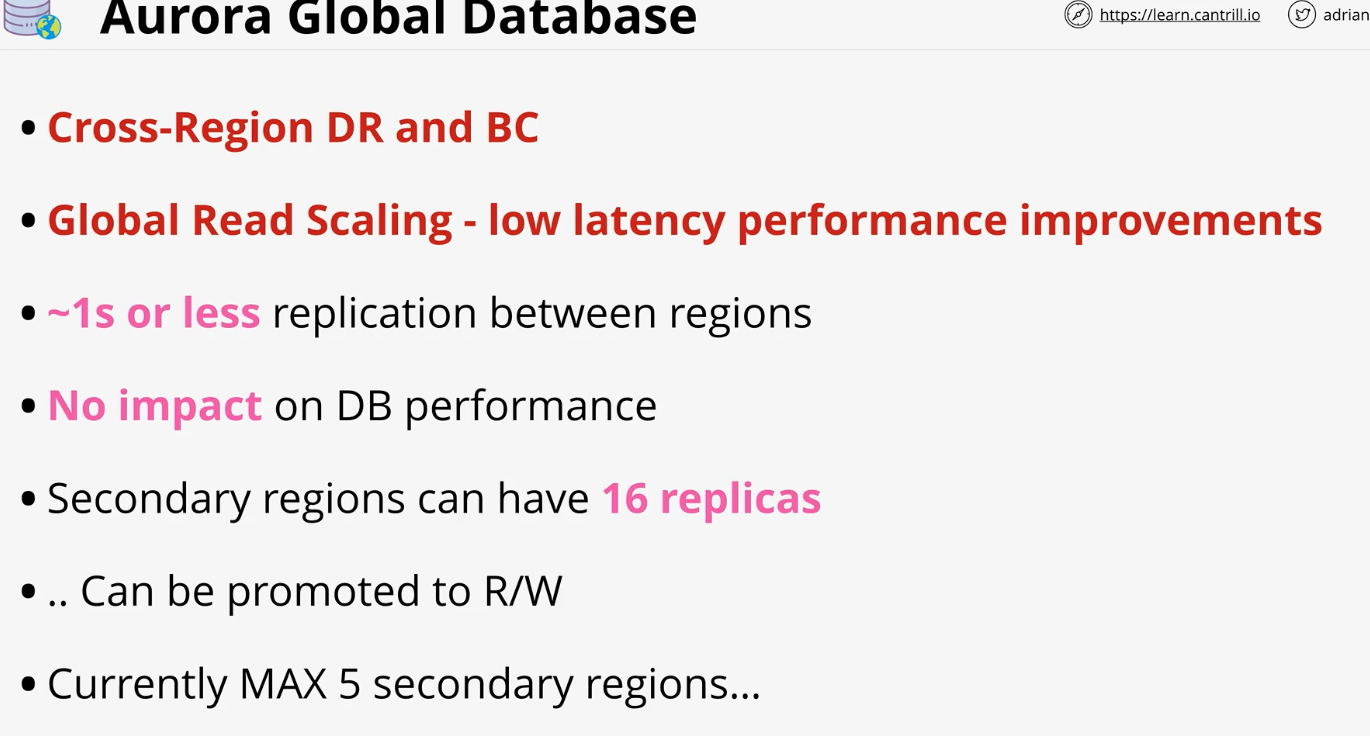 Aurora Global Database
https://learn.cantrill.io
adrian
• Cross-Region DR and BC
• Global Read Scaling - low latency performance improvements
• ~1s or less replication between regions
• No impact on DB performance
• Secondary regions can have 16 replicas
• .. Can be promoted to R/W
• Currently MAX 5 secondary regions...